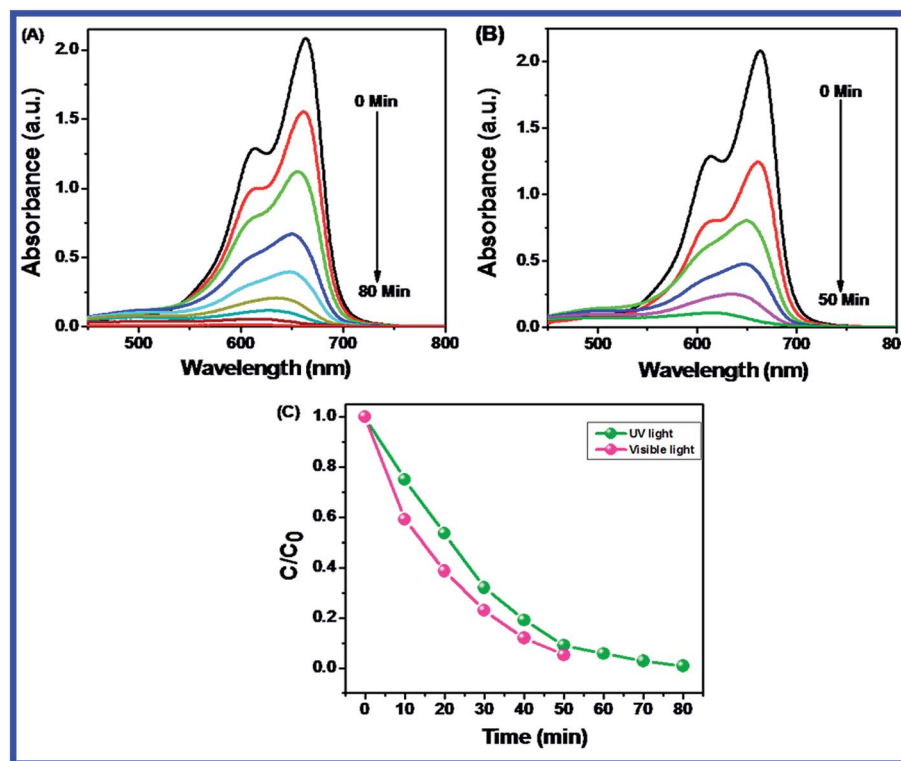 (A)
2.0
1.5
1.0
0.5
0.0
Absorbance (a.u.)
0 Min
80 Min
500
600
700
800
Wavelength (nm)
(B)
2.0
1.5
1.0
0.5
0.0
Absorbance (a.u.)
0 Min
50 Min
500
600
700
80
Wavelength (nm)
(C)
1.0
0.8
0.6
0.4
0.2
0.0
C/C0
UV light
Visible light
0 10 20 30 40 50 60 70 80
Time (min)